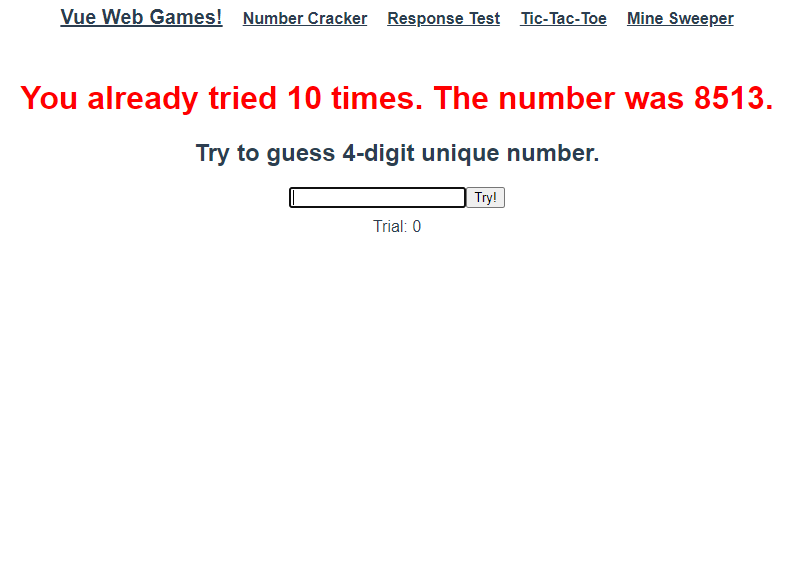 Vue Web Games! Number Cracker Response Test Tic-Tac-Toe Mine Sweeper
You already tried 10 times. The number was 8513.
Try to guess 4-digit unique number.
Try!
Trial: 0